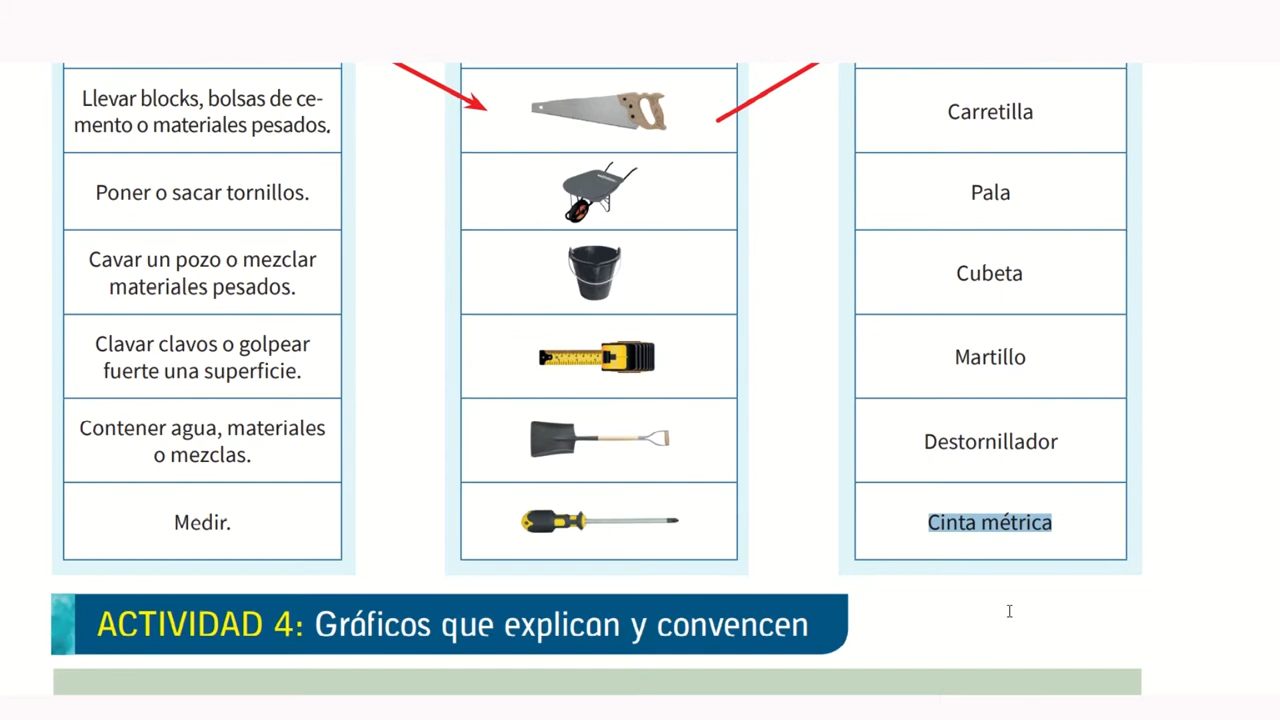 Llevar blocks, bolsas de ce-
mento o materiales pesados.
Carretilla
Poner o sacar tornillos.
Pala
Cavar un pozo o mezclar
materiales pesados.
Cubeta
Clavar clavos o golpear
fuerte una superficie.
Martillo
Contener agua, materiales
o mezclas.
Destornillador
Medir.
Cinta métrica
ACTIVIDAD 4: Gráficos que explican y convencen